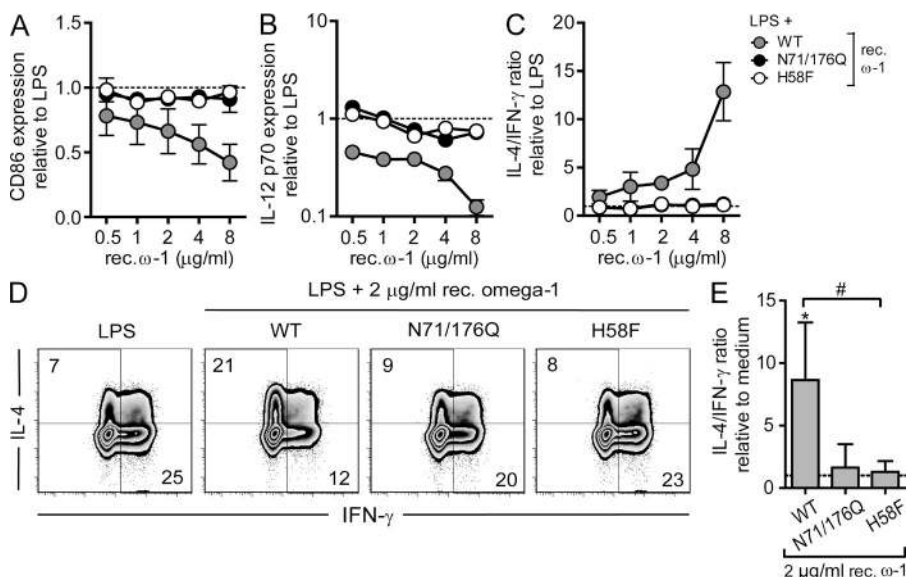 A
CD86 expression
relative to LPS
1.5
1.0
0.5
0.0
0.5 1 2 4 8
rec.ω-1 (μg/ml)
B
IL-12 p70 expression
relative to LPS
1
0.1
0.5 1 2 4 8
rec.ω-1 (μg/ml)
C
IL-4/IFN-γ ratio
relative to LPS
20
15
10
5
0
0.5 1 2 4 8
rec.ω-1 (μg/ml)
LPS +
WT
N71/176Q
H58F
rec.
ω-1
D
LPS + 2 μg/ml rec. omega-1
LPS WT N71/176Q H58F
7 21 9 8
25 12 20 23
IL-4
IFN-γ
E
IL-4/IFN-γ ratio
relative to medium
15
10
5
0
#
*
WT
N71/176Q
H58F
2 μg/ml rec. ω-1